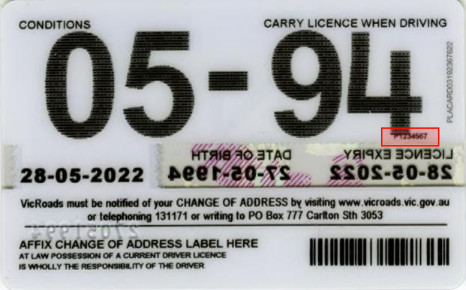 CONDITIONS
CARRY LICENCE WHEN DRIVING
05-94
PLACARD03192367622
P1234567
DATE OF BIRTH
LICENCE EXPIRY
28-05-2022
27-05-1994
28-05-2022
VicRoads must be notified of your CHANGE OF ADDRESS by visiting www.vicroads.vic.gov.au
or telephoning 131171 or writing to PO Box 777 Carlton Sth 3053
27051994
AFFIX CHANGE OF ADDRESS LABEL HERE
AT LAW POSSESSION OF A CURRENT DRIVER LICENCE
IS WHOLLY THE RESPONSIBILITY OF THE DRIVER